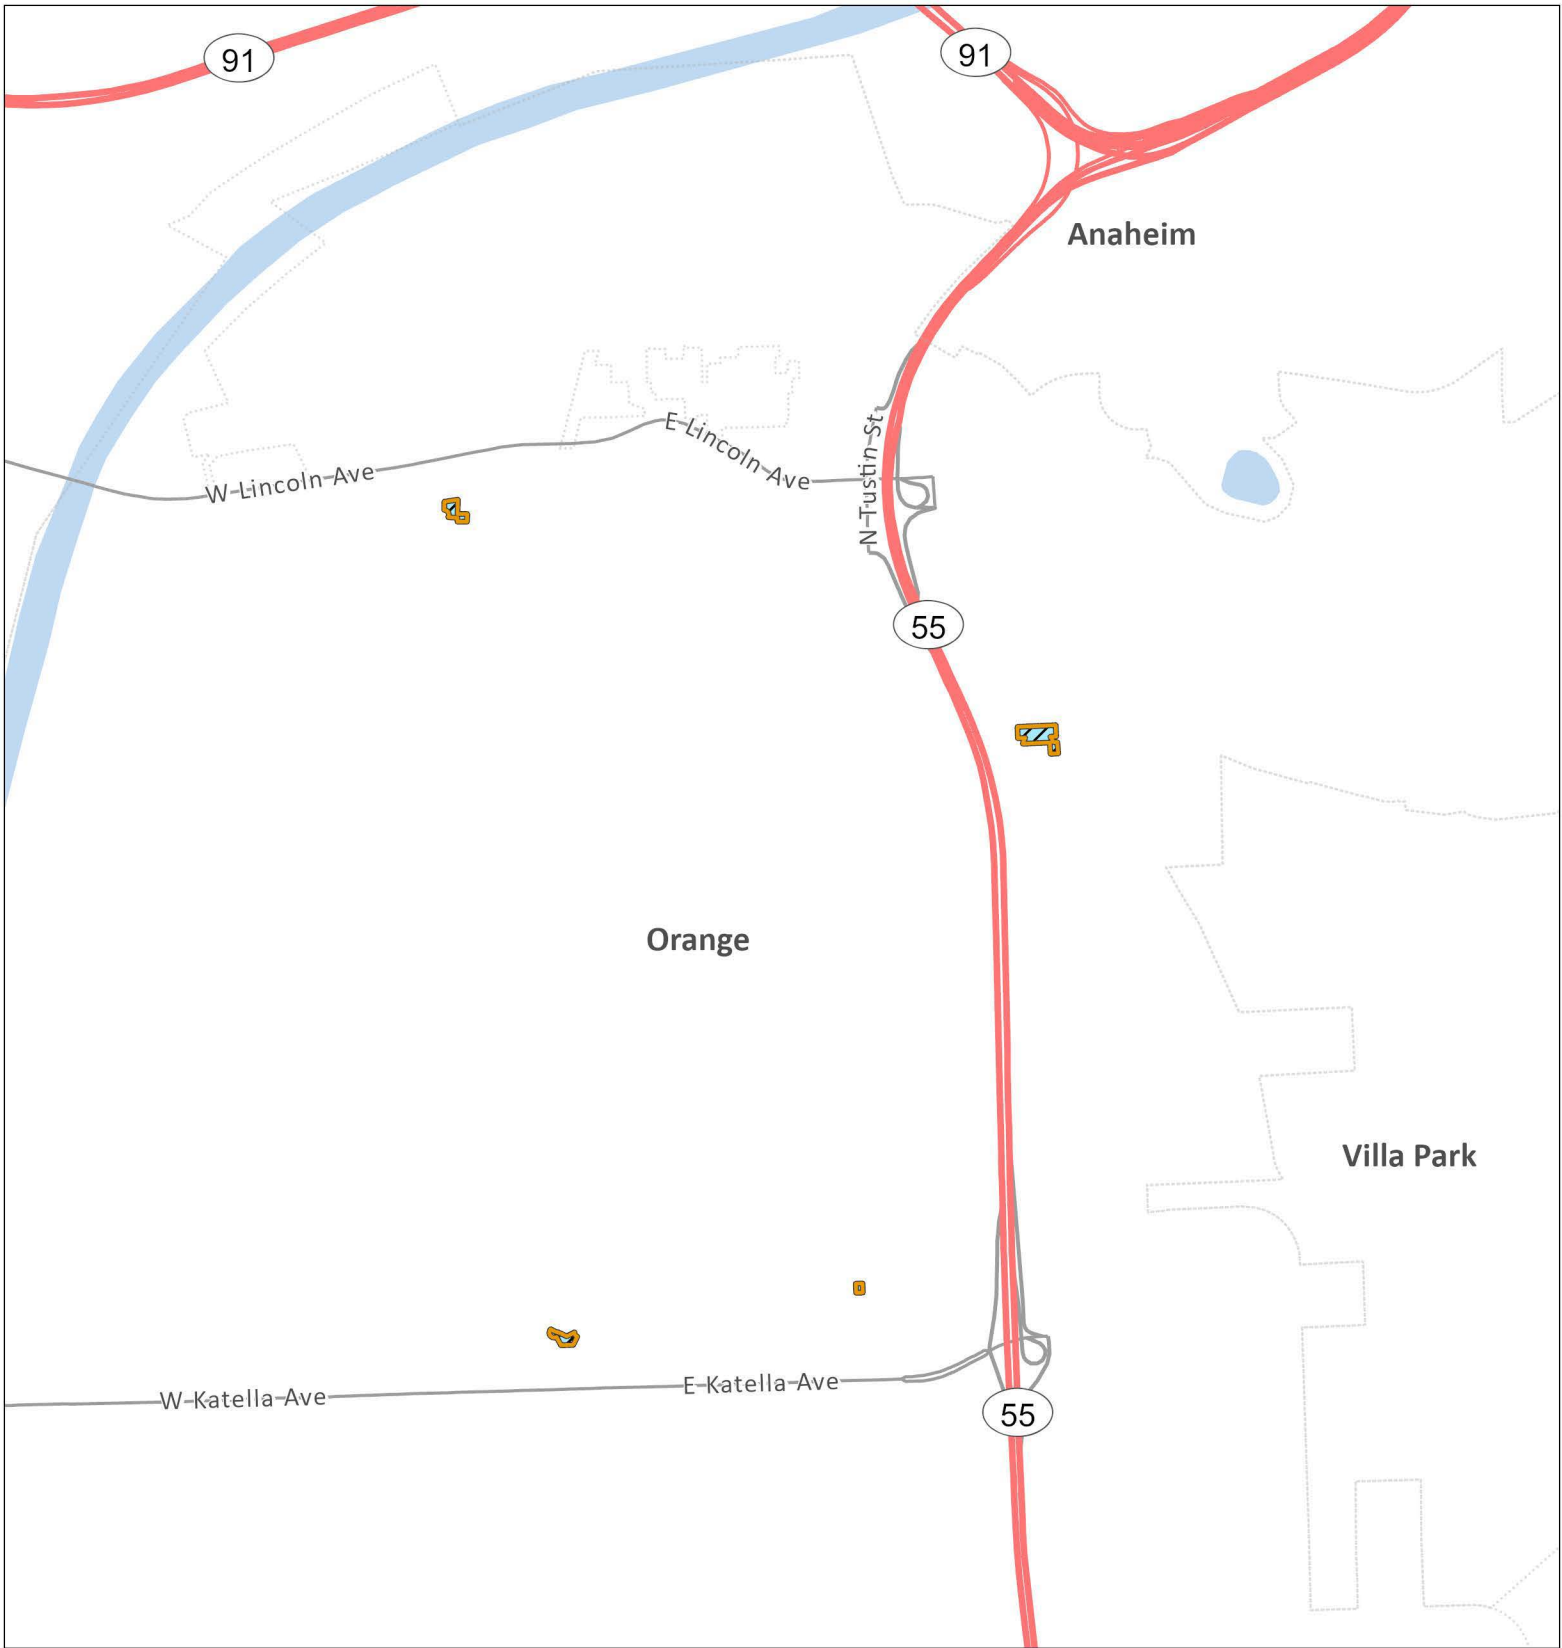 91
91
Anaheim
E Lincoln Ave
W Lincoln Ave
N Tustin St
55
Orange
Villa Park
E Katella Ave
W Katella Ave
55